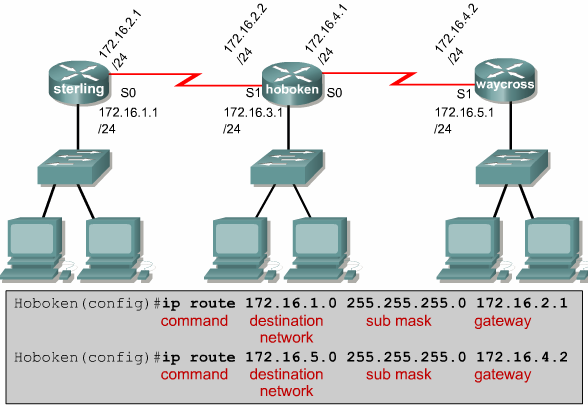 172.16.2.1
/24
172.16.2.2
/24
172.16.4.1
/24
172.16.4.2
/24
sterling
S0
S1
hoboken
S0
S1
waycross
172.16.1.1
/24
172.16.3.1
/24
172.16.5.1
/24
Hoboken(config)#ip route 172.16.1.0 255.255.255.0 172.16.2.1
command destination sub mask gateway
network
Hoboken(config)#ip route 172.16.5.0 255.255.255.0 172.16.4.2
command destination sub mask gateway
network